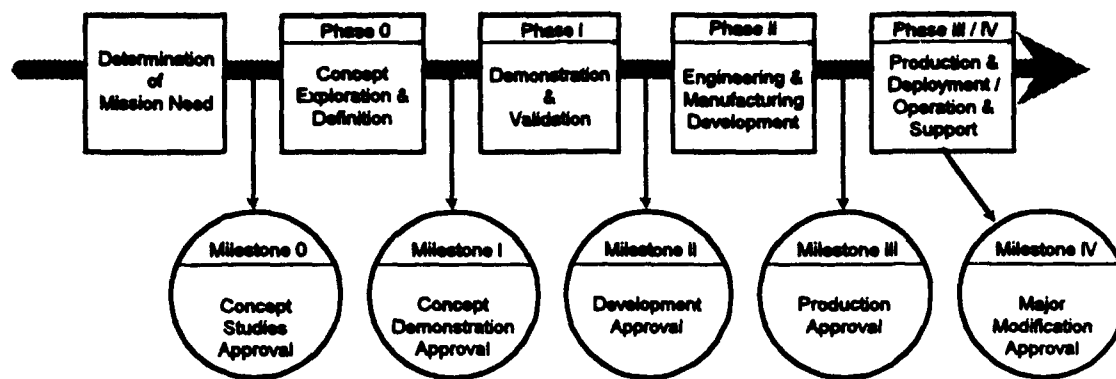 Determination
of
Mission Need
Phase 0
Concept
Exploration &
Definition
Phase I
Demonstration
&
Validation
Phase II
Engineering &
Manufacturing
Development
Phase III / IV
Production &
Deployment /
Operation &
Support
Milestone 0
Concept
Studies
Approval
Milestone I
Concept
Demonstration
Approval
Milestone II
Development
Approval
Milestone III
Production
Approval
Milestone IV
Major
Modification
Approval